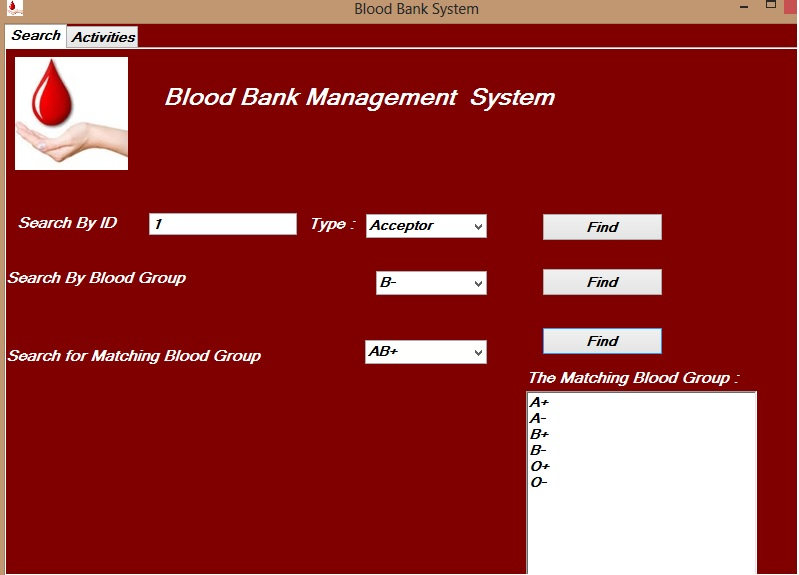 Blood Bank System
Search Activities
Blood Bank Management System
Search By ID 1 Type : Acceptor Find
Search By Blood Group B- Find
Search for Matching Blood Group AB+ Find
The Matching Blood Group :
A+
A-
B+
B-
O+
O-